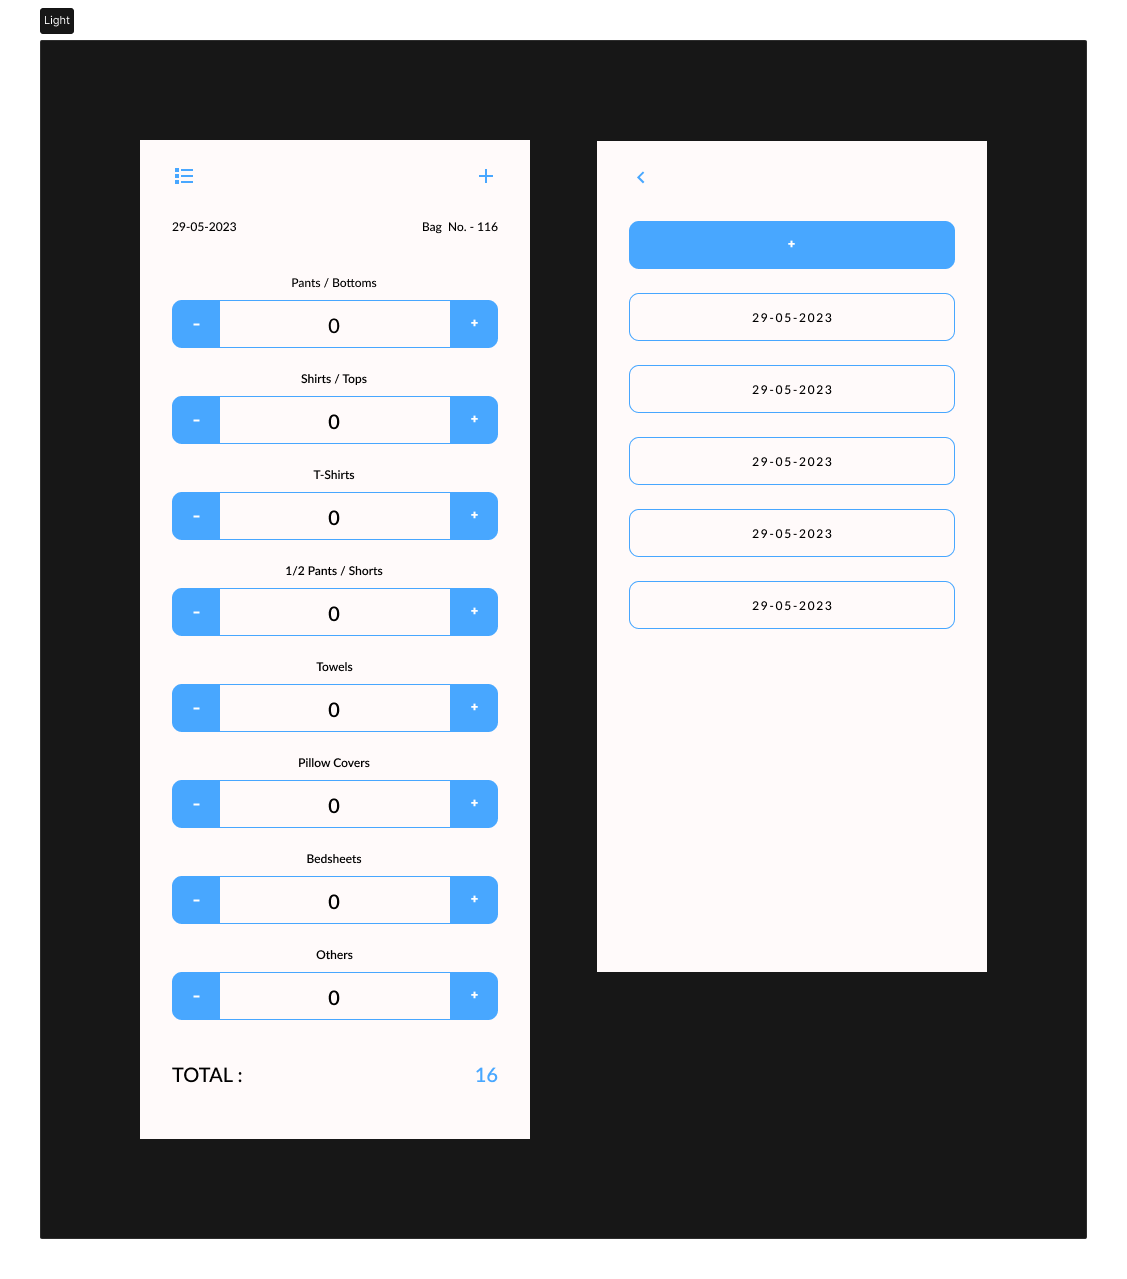 Light
+
29-05-2023 Bag No. - 116
Pants / Bottoms
- 0 +
Shirts / Tops
- 0 +
T-Shirts
- 0 +
1/2 Pants / Shorts
- 0 +
Towels
- 0 +
Pillow Covers
- 0 +
Bedsheets
- 0 +
Others
- 0 +
TOTAL : 16
<
+
29-05-2023
29-05-2023
29-05-2023
29-05-2023
29-05-2023